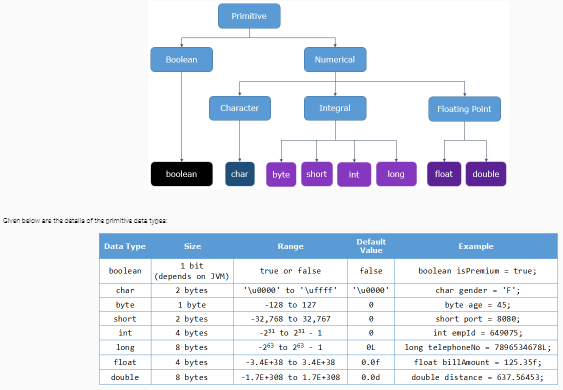 Primitive
Boolean
Numerical
Character
Integral
Floating Point
boolean
char
byte
short
int
long
float
double
Given below are the details of the primitive data types:
Data Type Size Range Default Value Example
boolean 1 bit (depends on JVM) true or false false boolean isPremium = true;
char 2 bytes '\u0000' to '\uffff' '\u0000' char gender = 'F';
byte 1 byte -128 to 127 0 byte age = 45;
short 2 bytes -32,768 to 32,767 0 short port = 8080;
int 4 bytes -2³¹ to 2³¹ - 1 0 int empId = 649075;
long 8 bytes -2⁶³ to 2⁶³ - 1 0L long telephoneNo = 7896534678L;
float 4 bytes -3.4E+38 to 3.4E+38 0.0f float billAmount = 125.35f;
double 8 bytes -1.7E+308 to 1.7E+308 0.0d double distance = 637.56453;